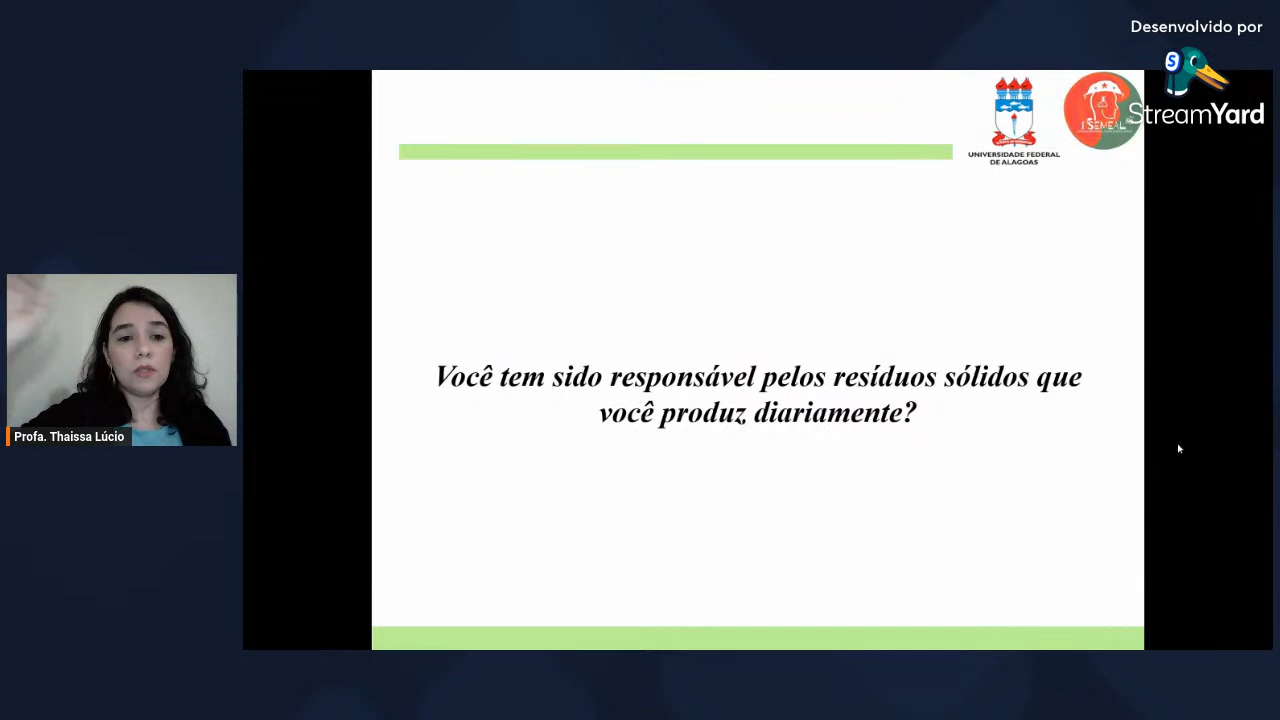 Desenvolvido por
StreamYard
UNIVERSIDADE FEDERAL
DE ALAGOAS
I SEMEAL
Você tem sido responsável pelos resíduos sólidos que
você produz diariamente?
Profa. Thaissa Lúcio